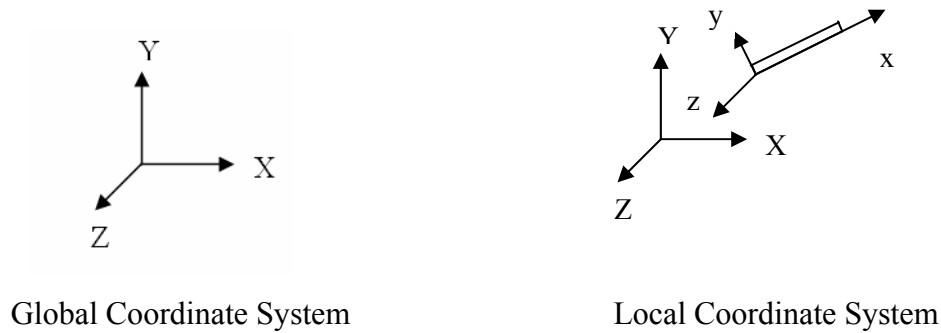 Y
X
Z
Y
X
Z
y
x
z
Global Coordinate System
Local Coordinate System